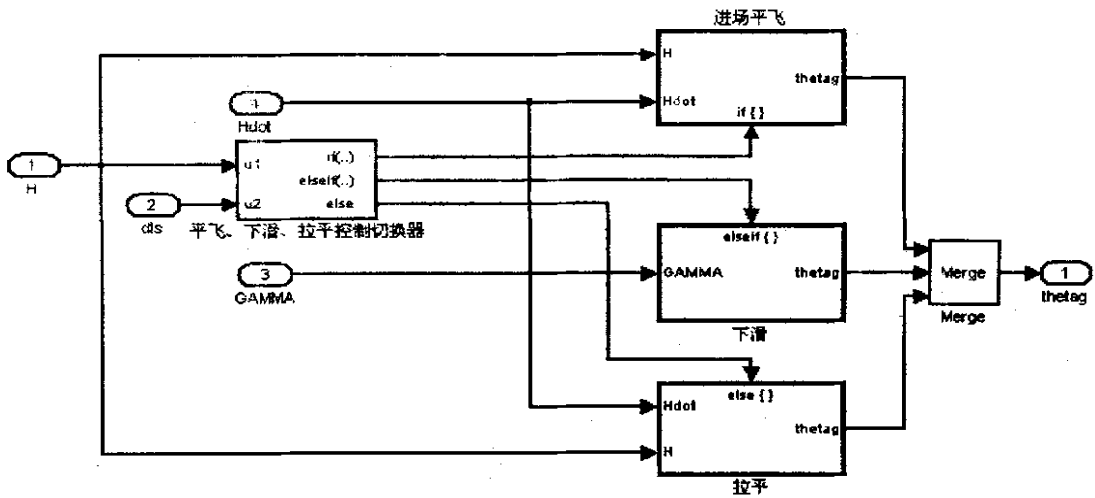 进场平飞
H
thetag
Hdot
if { }
Hdot
1
H
u1
elseif(..)
u2
else
2
dis
平飞、下滑、拉平控制切换器
elseif { }
3
GAMMA
GAMMA
thetag
下滑
Merge
Merge
1
thetag
else { }
Hdot
thetag
H
拉平